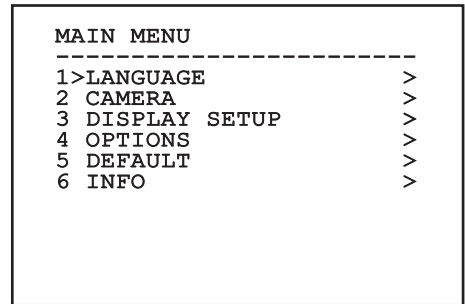 MAIN MENU
------------------------
1>LANGUAGE >
2 CAMERA >
3 DISPLAY SETUP >
4 OPTIONS >
5 DEFAULT >
6 INFO >